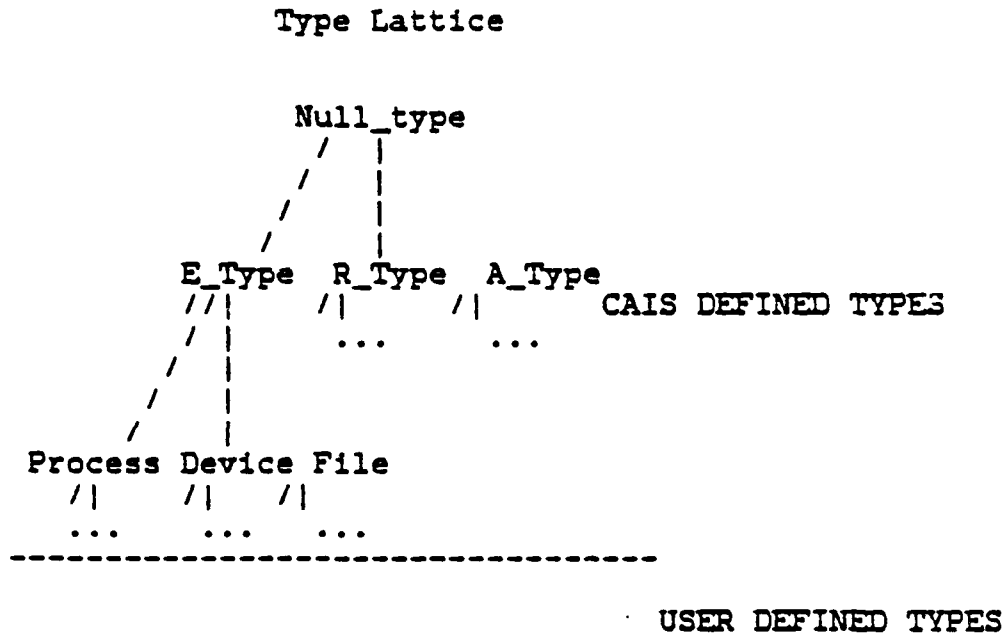 Type Lattice
Null_type
E_Type R_Type A_Type
CAIS DEFINED TYPES
... ...
Process Device File
... ... ...
USER DEFINED TYPES